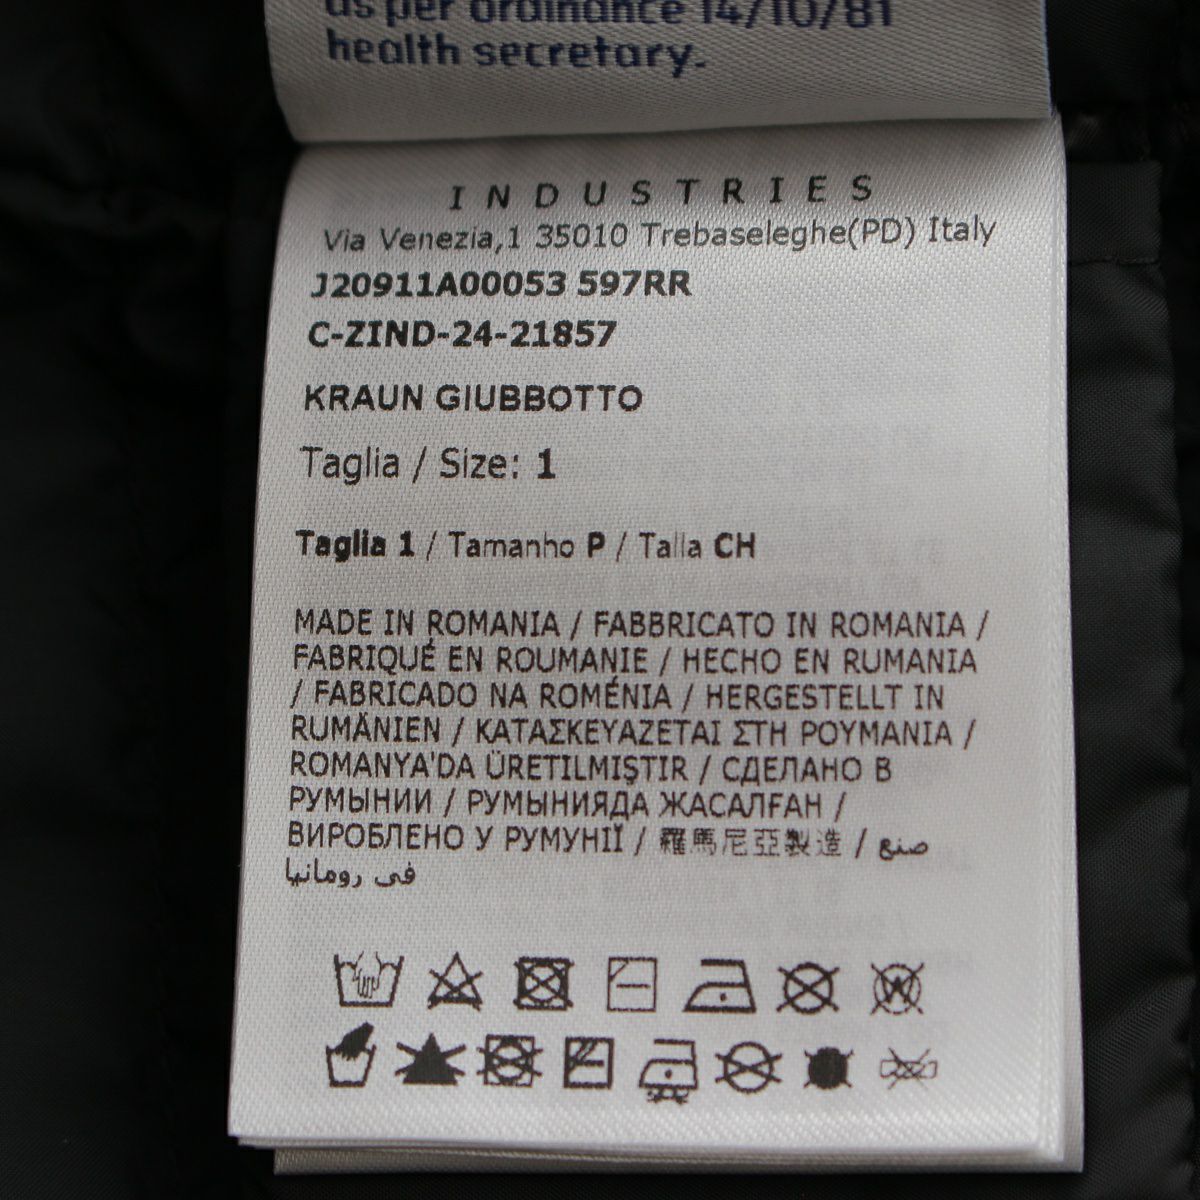 as per ordinance 14/10/81
health secretary.
INDUSTRIES
Via Venezia,1 35010 Trebaseleghe(PD) Italy
J20911A00053 597RR
C-ZIND-24-21857
KRAUN GIUBBOTTO
Taglia / Size: 1
Taglia 1 / Tamanho P / Talla CH
MADE IN ROMANIA / FABBRICATO IN ROMANIA /
FABRIQUÉ EN ROUMANIE / HECHO EN RUMANIA
/ FABRICADO NA ROMÉNIA / HERGESTELLT IN
RUMÄNIEN / ΚΑΤΑΣΚΕΥΑΖΕΤΑΙ ΣΤΗ ΡΟΥΜΑΝΙΑ /
ROMANYA'DA ÜRETILMIŞTIR / СДЕЛАНО В
РУМЫНИИ / РУМЫНИЯДА ЖАСАЛҒАН /
ВИРОБЛЕНО У РУМУНІЇ / 羅馬尼亞製造 / صنع
في رومانيا